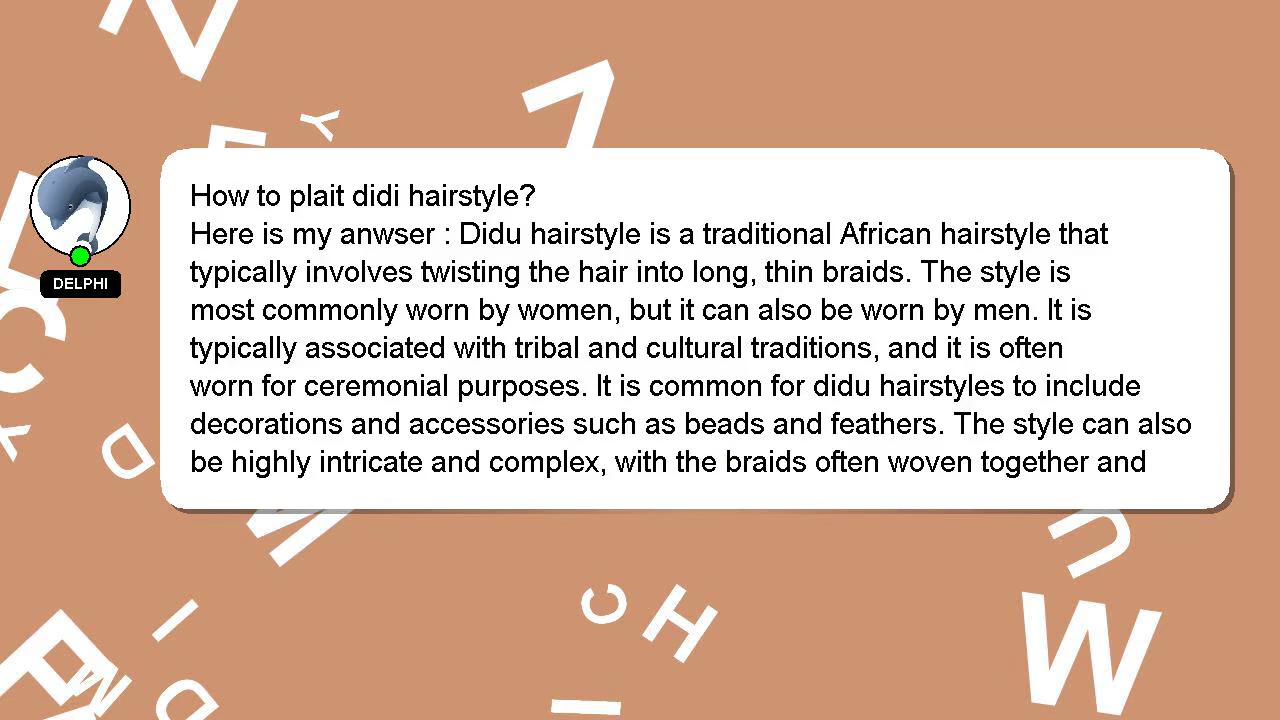 How to plait didi hairstyle?
Here is my anwser : Didu hairstyle is a traditional African hairstyle that
typically involves twisting the hair into long, thin braids. The style is
most commonly worn by women, but it can also be worn by men. It is
typically associated with tribal and cultural traditions, and it is often
worn for ceremonial purposes. It is common for didu hairstyles to include
decorations and accessories such as beads and feathers. The style can also
be highly intricate and complex, with the braids often woven together and
DELPHI
Y
D
I
C
H
W